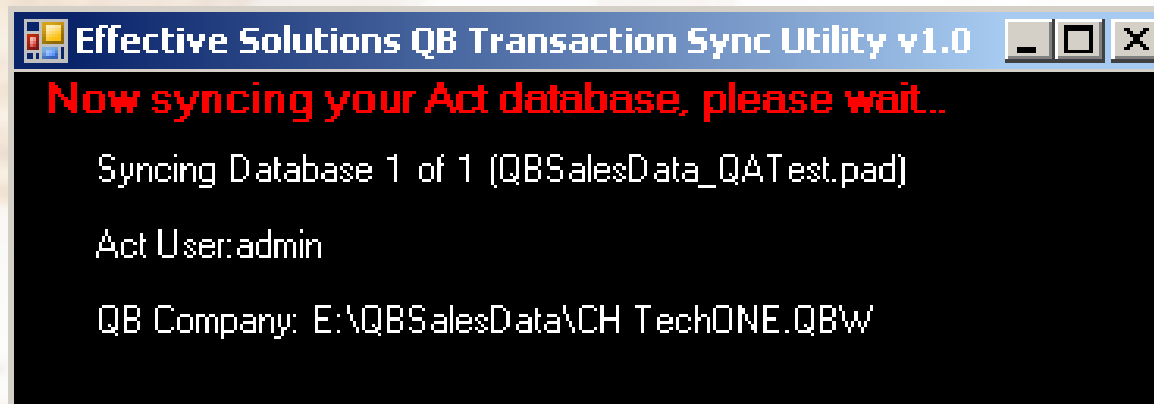 Effective Solutions QB Transaction Sync Utility v1.0
Now syncing your Act database, please wait...
Syncing Database 1 of 1 (QBSalesData_QATest.pad)
Act User:admin
QB Company: E:\QBSalesData\CH TechONE.QBW